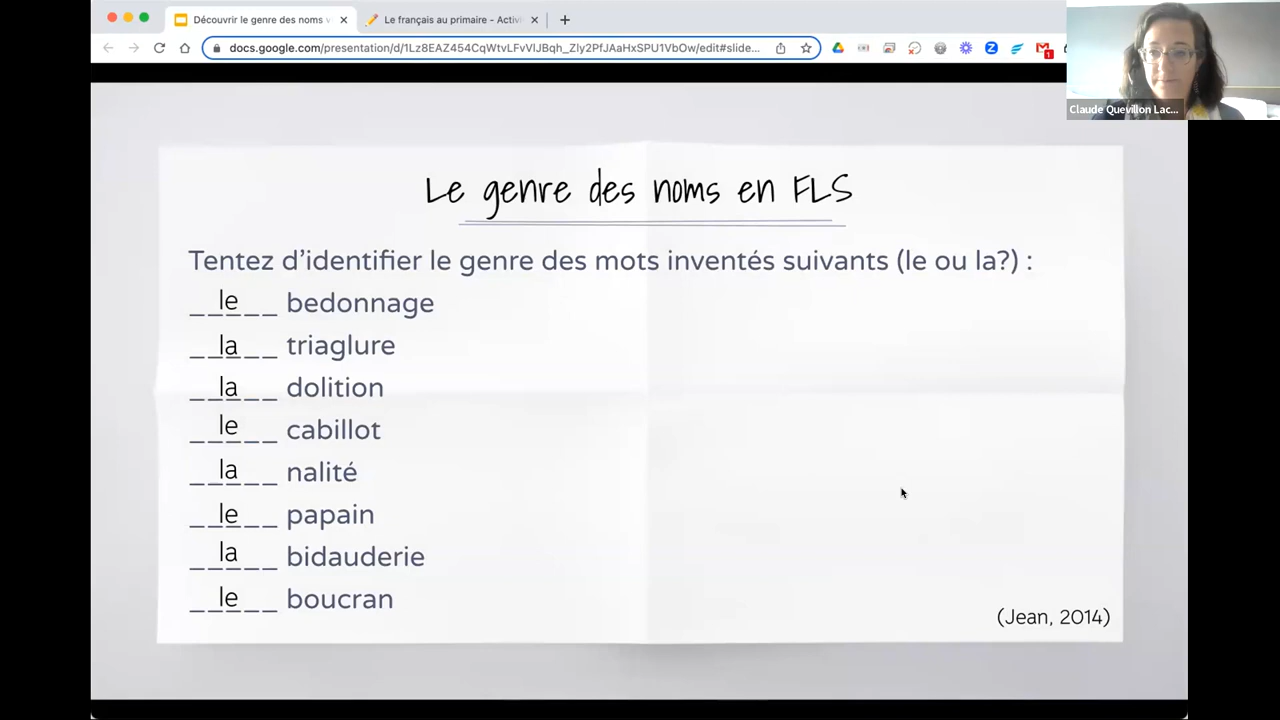 Découvrir le genre des noms
Le français au primaire - Activi
docs.google.com/presentation/d/1Lz8EAZ454CqWtvLFvVlJBqh_Zly2PfJAaHxSPU1VbOw/edit#slide...
1
Claude Quevillon Lac...
Le genre des noms en FLS
Tentez d'identifier le genre des mots inventés suivants (le ou la?) :
__le__ bedonnage
__la__ triaglure
__la__ dolition
__le__ cabillot
__la__ nalité
__le__ papain
__la__ bidauderie
__le__ boucran
(Jean, 2014)